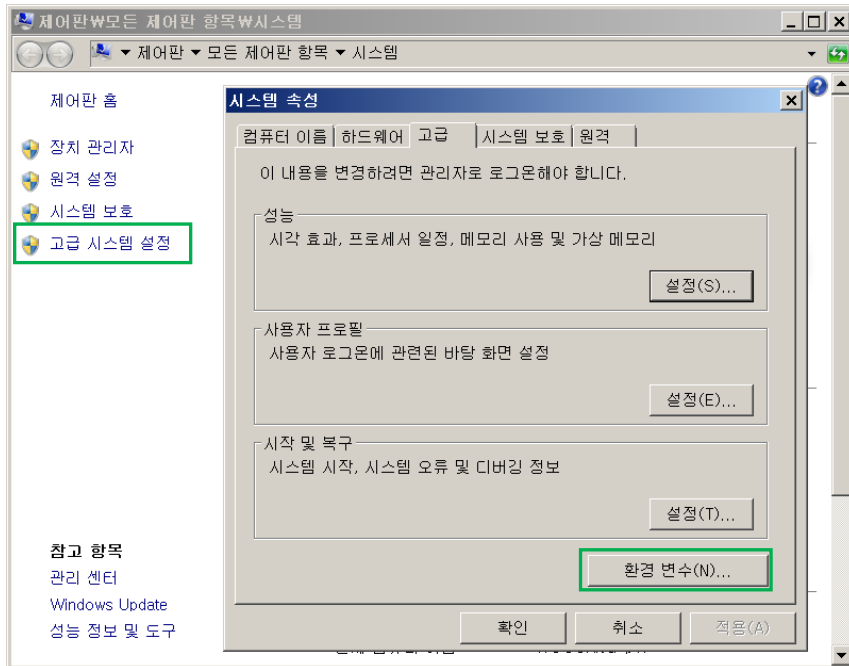 제어판₩모든 제어판 항목₩시스템
▼ 제어판 ▼ 모든 제어판 항목 ▼ 시스템
제어판 홈
장치 관리자
원격 설정
시스템 보호
고급 시스템 설정
참고 항목
관리 센터
Windows Update
성능 정보 및 도구
시스템 속성
컴퓨터 이름 하드웨어 고급 시스템 보호 원격
이 내용을 변경하려면 관리자로 로그온해야 합니다.
성능
시각 효과, 프로세서 일정, 메모리 사용 및 가상 메모리
설정(S)...
사용자 프로필
사용자 로그온에 관련된 바탕 화면 설정
설정(E)...
시작 및 복구
시스템 시작, 시스템 오류 및 디버깅 정보
설정(T)...
환경 변수(N)...
확인 취소 적용(A)